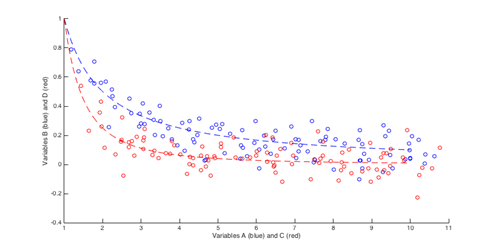 1
0.8
0.6
0.4
0.2
0
-0.2
-0.4
Variables B (blue) and D (red)
1 2 3 4 5 6 7 8 9 10 11
Variables A (blue) and C (red)